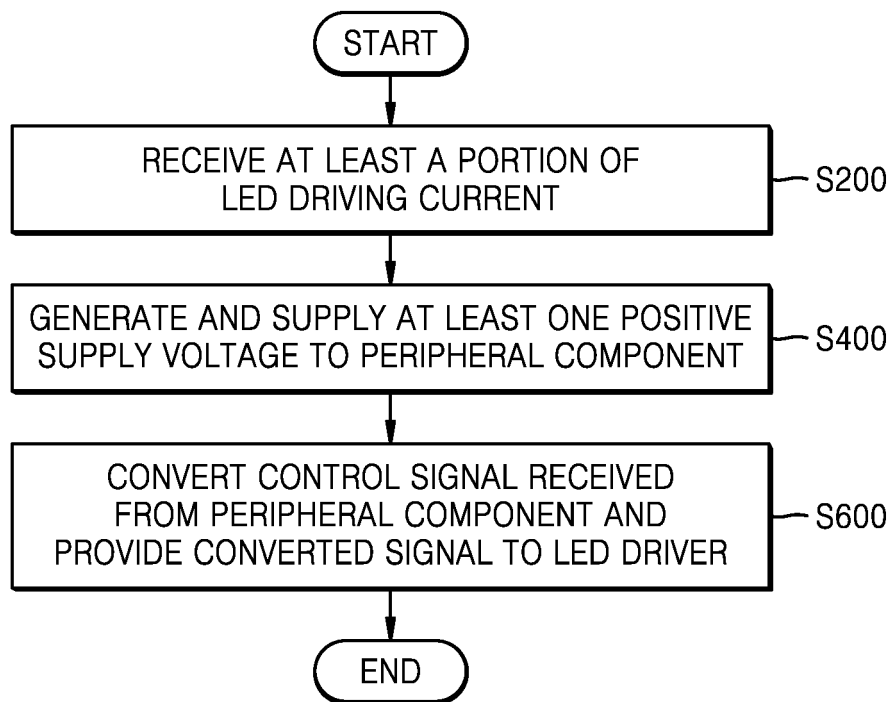 START
RECEIVE AT LEAST A PORTION OF
LED DRIVING CURRENT
S200
GENERATE AND SUPPLY AT LEAST ONE POSITIVE
SUPPLY VOLTAGE TO PERIPHERAL COMPONENT
S400
CONVERT CONTROL SIGNAL RECEIVED
FROM PERIPHERAL COMPONENT AND
PROVIDE CONVERTED SIGNAL TO LED DRIVER
S600
END